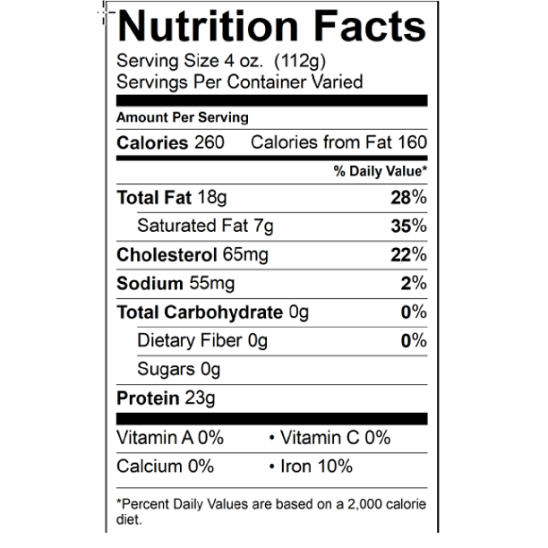 Nutrition Facts
Serving Size 4 oz. (112g)
Servings Per Container Varied
Amount Per Serving
Calories 260 Calories from Fat 160
% Daily Value*
Total Fat 18g 28%
Saturated Fat 7g 35%
Cholesterol 65mg 22%
Sodium 55mg 2%
Total Carbohydrate 0g 0%
Dietary Fiber 0g 0%
Sugars 0g
Protein 23g
Vitamin A 0% • Vitamin C 0%
Calcium 0% • Iron 10%
*Percent Daily Values are based on a 2,000 calorie
diet.